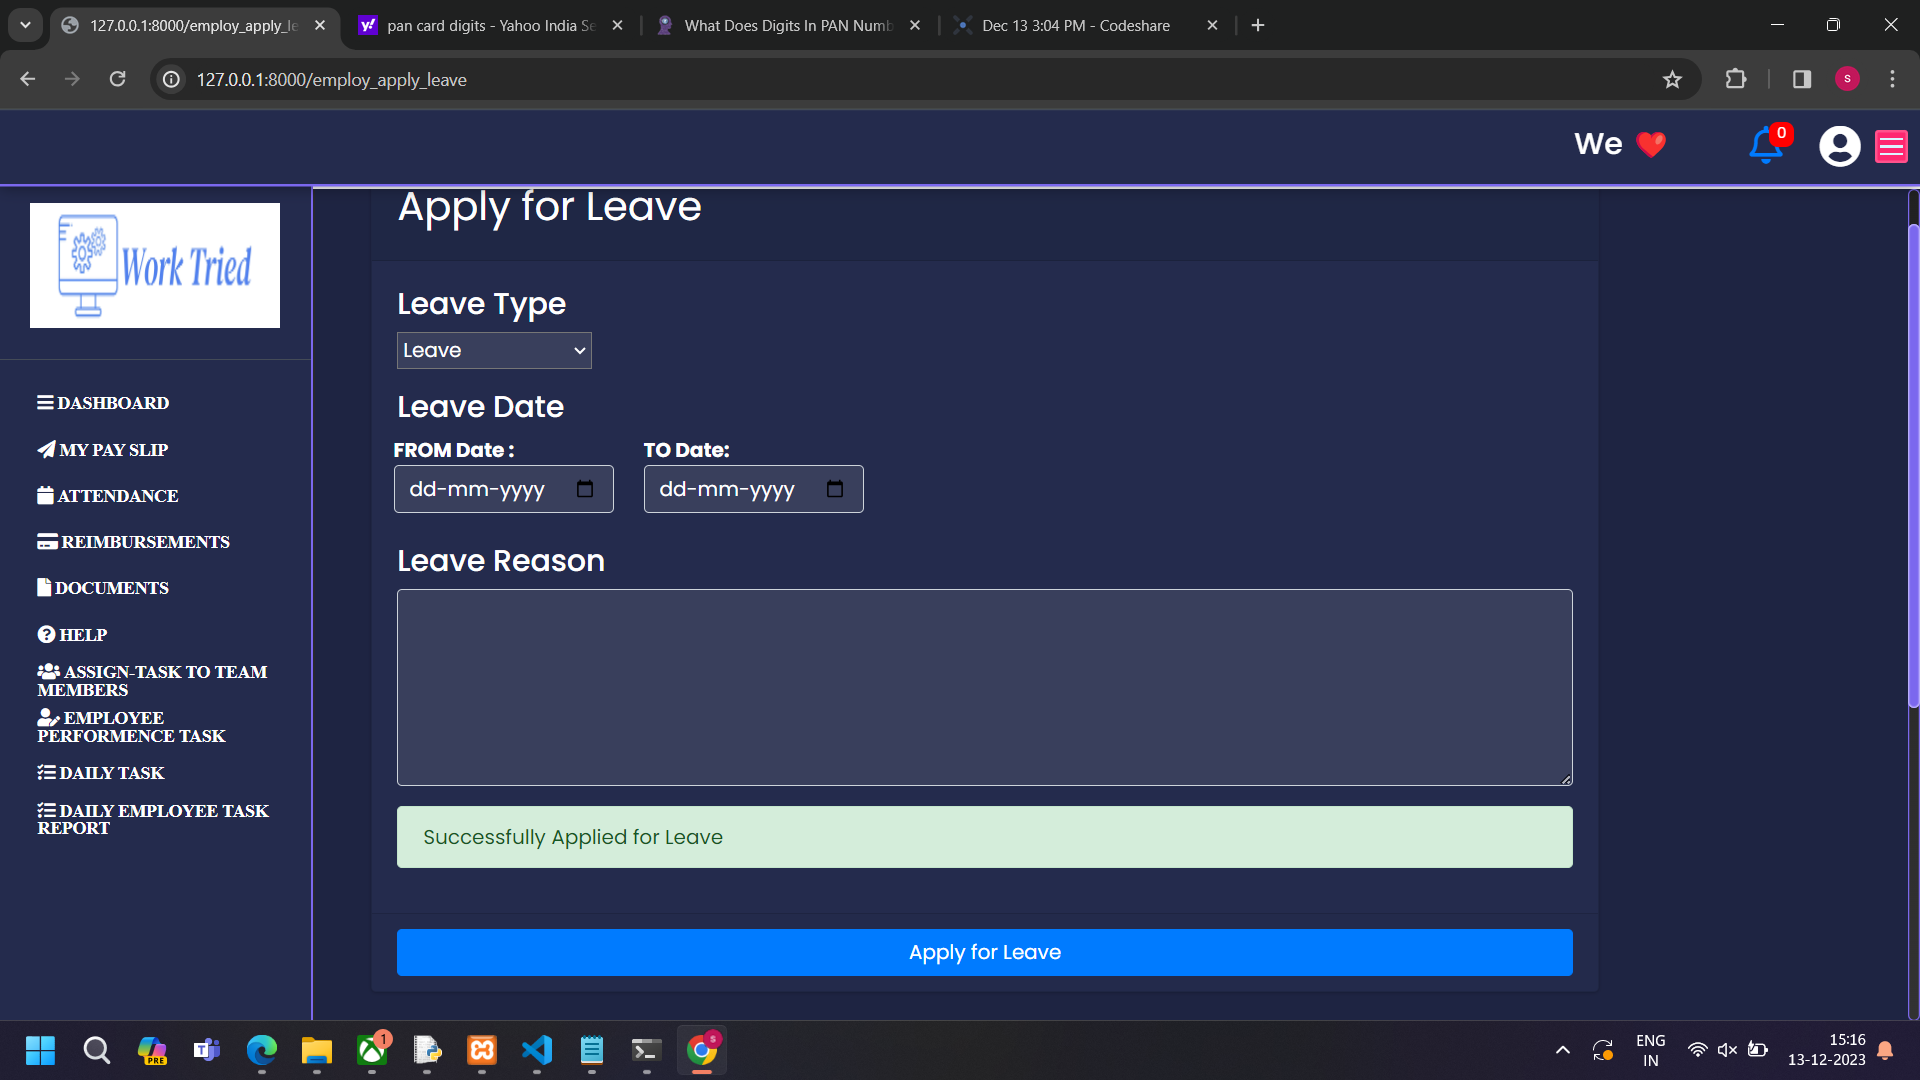 127.0.0.1:8000/employ_apply_le
pan card digits - Yahoo India Se
What Does Digits In PAN Numb
Dec 13 3:04 PM - Codeshare
127.0.0.1:8000/employ_apply_leave
S
We ❤️
0
Work Tried
DASHBOARD
MY PAY SLIP
ATTENDANCE
REIMBURSEMENTS
DOCUMENTS
HELP
ASSIGN-TASK TO TEAM
MEMBERS
EMPLOYEE
PERFORMENCE TASK
DAILY TASK
DAILY EMPLOYEE TASK
REPORT
Apply for Leave
Leave Type
Leave
Leave Date
FROM Date :
TO Date:
dd-mm-yyyy
dd-mm-yyyy
Leave Reason
Successfully Applied for Leave
Apply for Leave
PRE
1
S
ENG
IN
15:16
13-12-2023